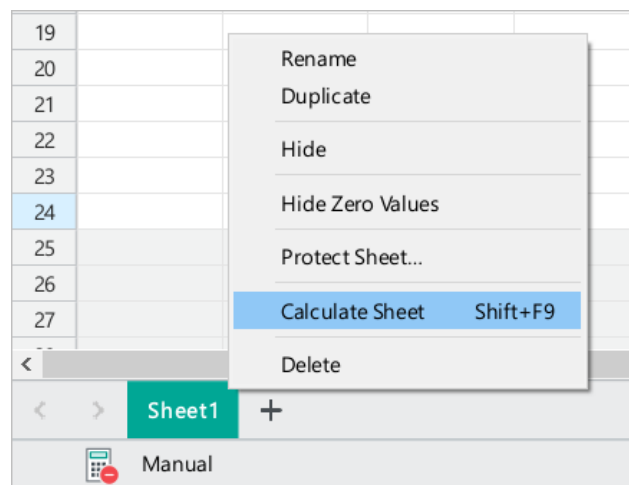 19
20
21
22
23
24
25
26
27
Rename
Duplicate
Hide
Hide Zero Values
Protect Sheet...
Calculate Sheet Shift+F9
Delete
Sheet1
Manual